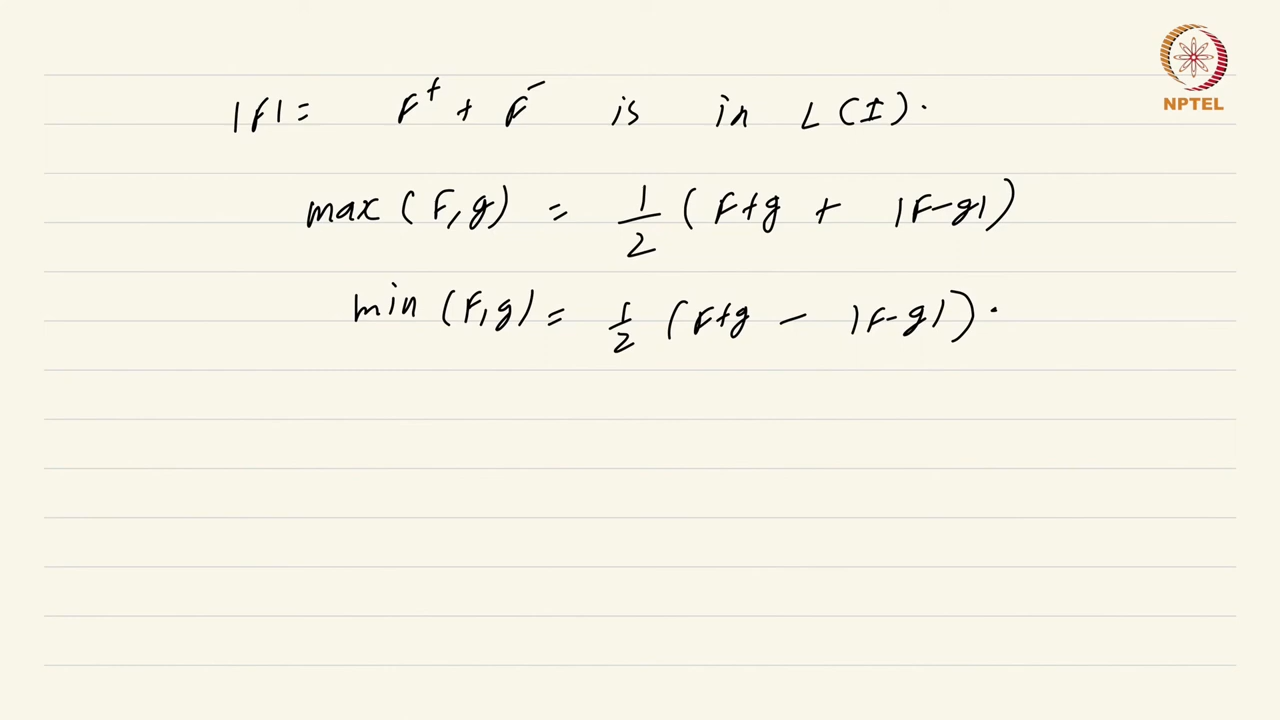 NPTEL
|F| = F⁺ + F⁻ is in L(I).
max (F,g) = 1/2 (F+g + |F-g|)
min (F,g) = 1/2 (F+g - |F-g|).